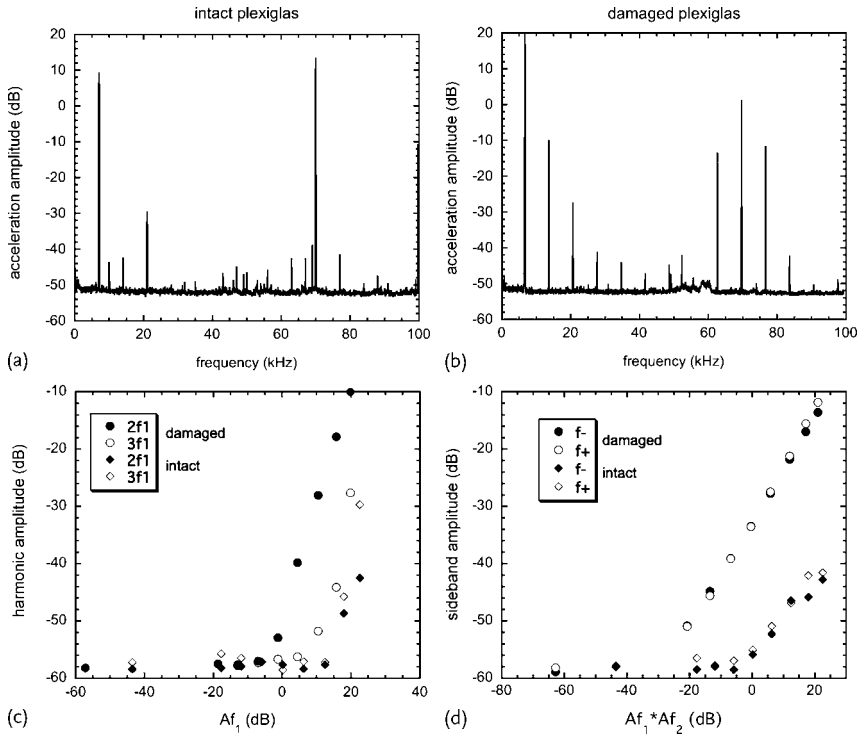 intact plexiglas
damaged plexiglas
acceleration amplitude (dB)
20
10
0
-10
-20
-30
-40
-50
-60
0 20 40 60 80 100
frequency (kHz)
(a)
acceleration amplitude (dB)
20
10
0
-10
-20
-30
-40
-50
-60
0 20 40 60 80 100
frequency (kHz)
(b)
harmonic amplitude (dB)
-10
-20
-30
-40
-50
-60
2f1 damaged
3f1
2f1 intact
3f1
-60 -40 -20 0 20 40
Af1 (dB)
(c)
sideband amplitude (dB)
-10
-20
-30
-40
-50
-60
f- damaged
f+
f- intact
f+
-80 -60 -40 -20 0 20
Af1*Af2 (dB)
(d)